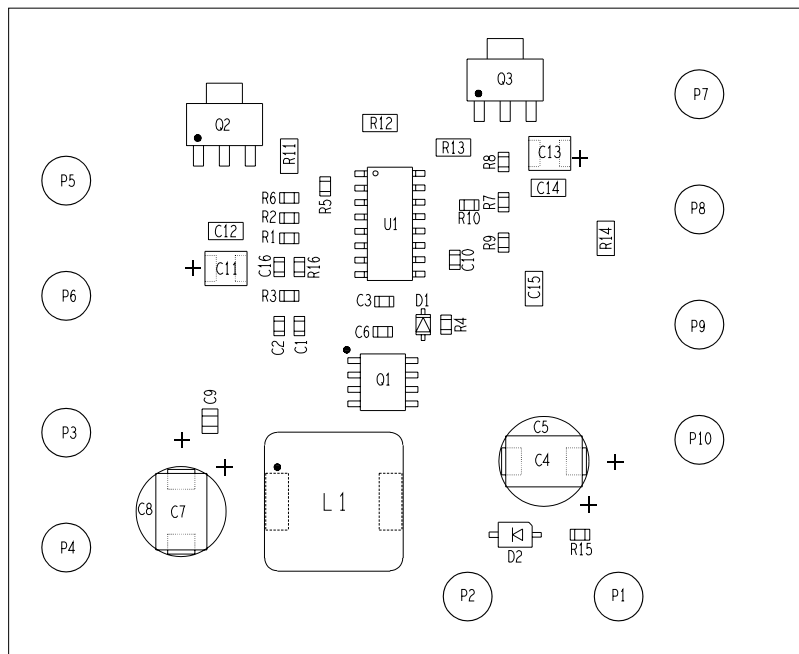 Q3
P7
Q2
R12
R13
R8
C13
+
R11
P5
R5
C14
R6
R7
R10
P8
R2
U1
C12
R1
R9
R14
C10
+
C11
C16
R16
C15
P6
R3
C3
D1
R4
P9
C6
C2
C1
Q1
C9
P3
C5
P10
+
+
C4
+
L1
C8
C7
+
P4
D2
R15
P2
P1